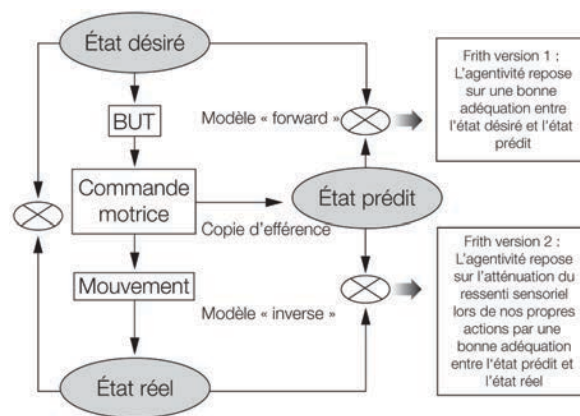 État désiré
BUT
Modèle « forward »
Commande
motrice
État prédit
Copie d'efférence
Mouvement
Modèle « inverse »
État réel
Frith version 1 :
L'agentivité repose
sur une bonne
adéquation entre
l'état désiré et l'état
prédit
Frith version 2 :
L'agentivité repose
sur l'atténuation du
ressenti sensoriel
lors de nos propres
actions par une
bonne adéquation
entre l'état prédit et
l'état réel